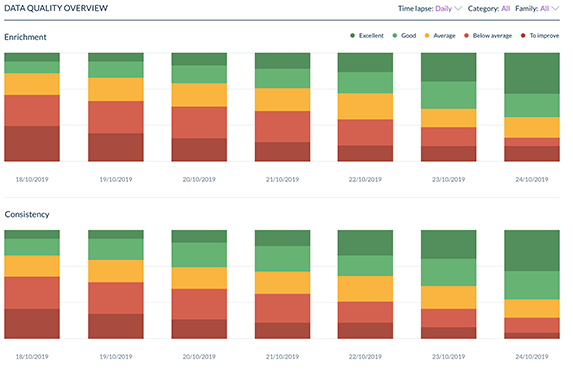 DATA QUALITY OVERVIEW Time lapse: Daily Category: All Family: All
Enrichment Excellent Good Average Below average To improve
18/10/2019 19/10/2019 20/10/2019 21/10/2019 22/10/2019 23/10/2019 24/10/2019
Consistency
18/10/2019 19/10/2019 20/10/2019 21/10/2019 22/10/2019 23/10/2019 24/10/2019